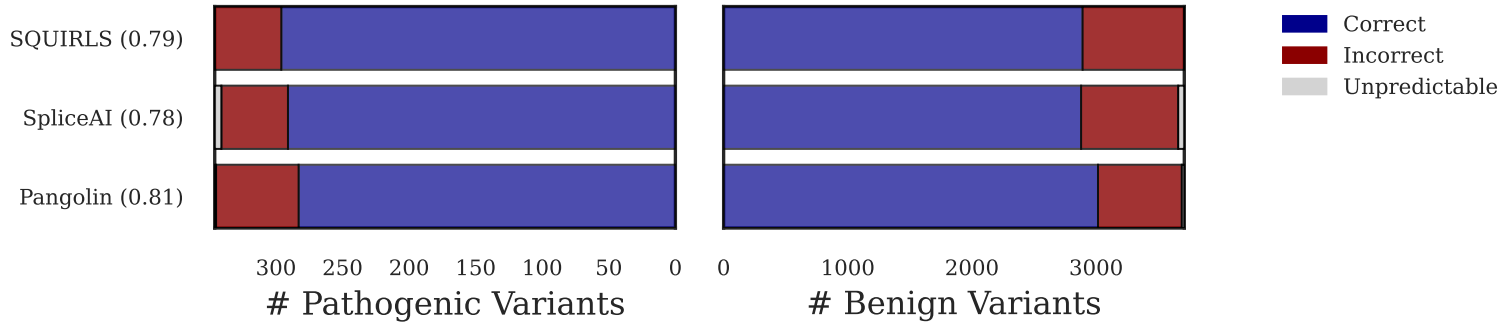 SQUIRLS (0.79)
SpliceAI (0.78)
Pangolin (0.81)
300 250 200 150 100 50 0
# Pathogenic Variants
0 1000 2000 3000
# Benign Variants
Correct
Incorrect
Unpredictable